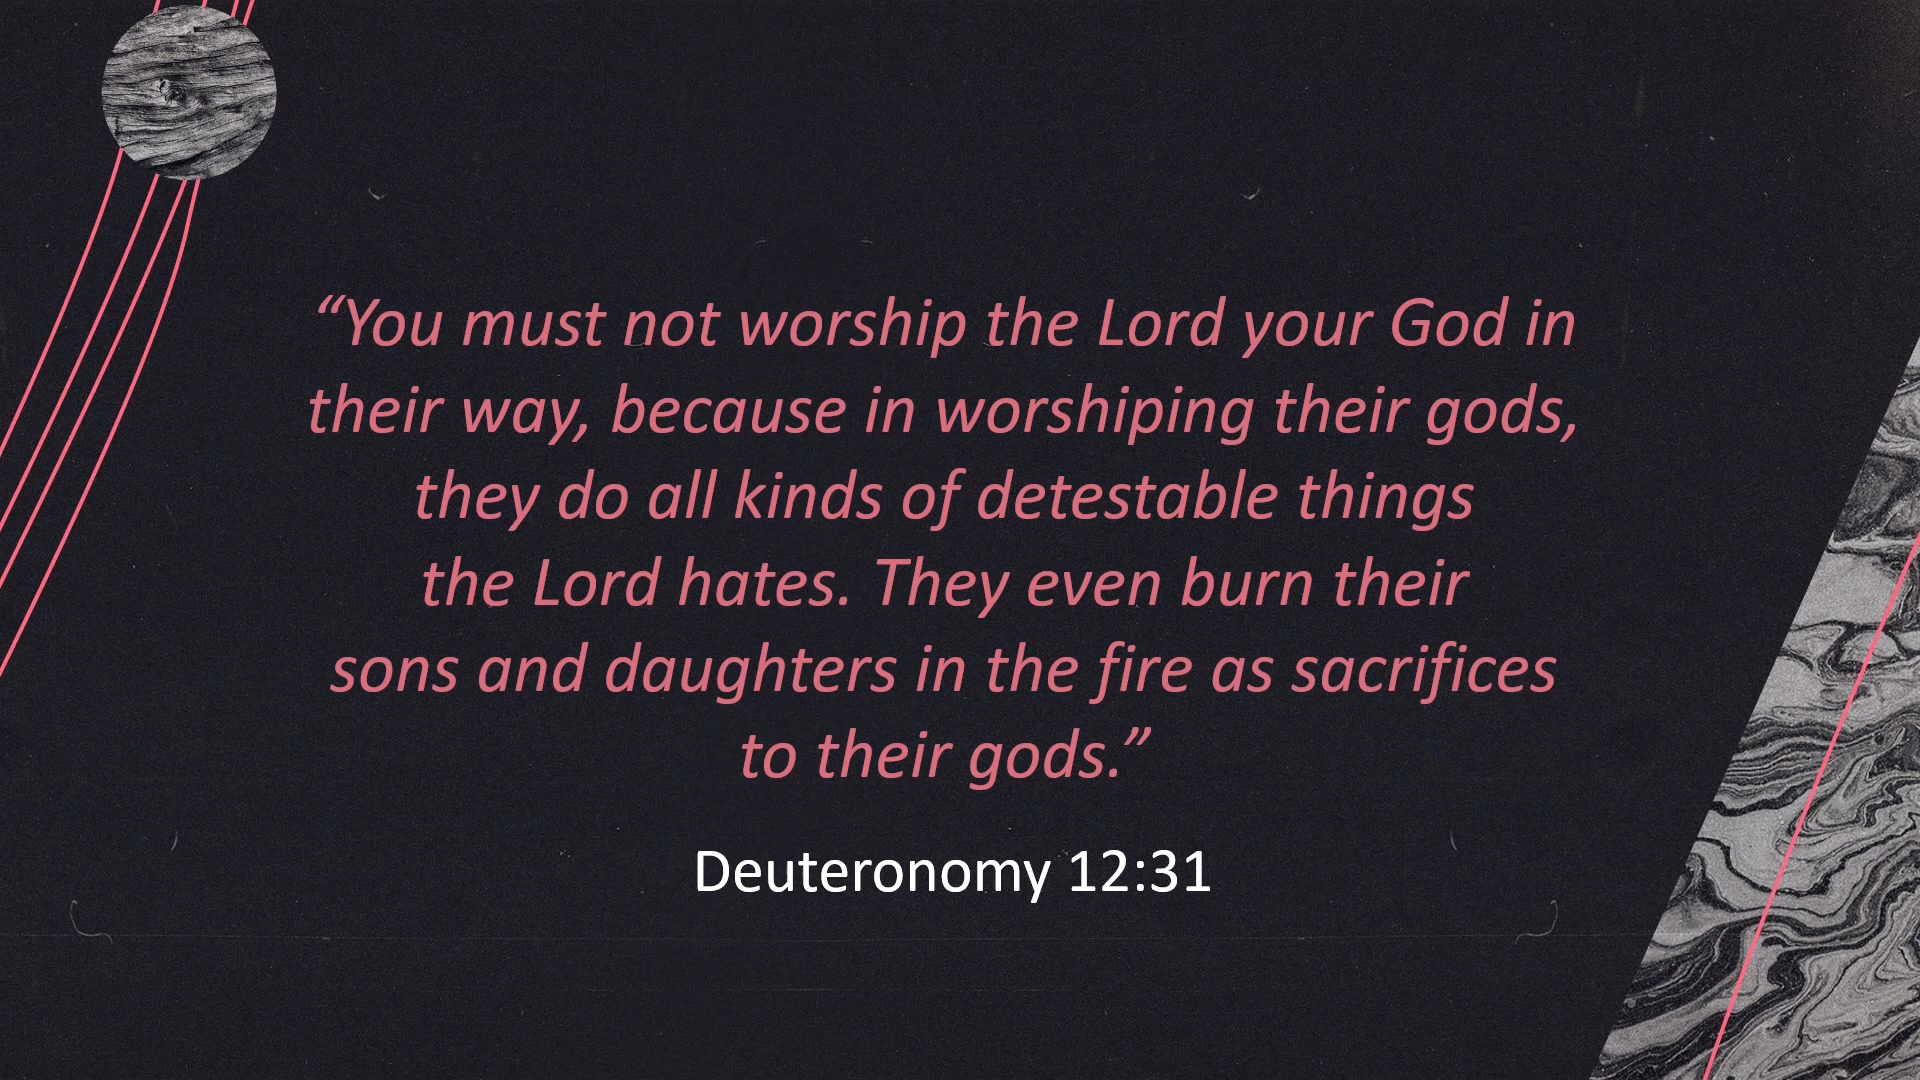 “You must not worship the Lord your God in
their way, because in worshiping their gods,
they do all kinds of detestable things
the Lord hates. They even burn their
sons and daughters in the fire as sacrifices
to their gods.”
Deuteronomy 12:31